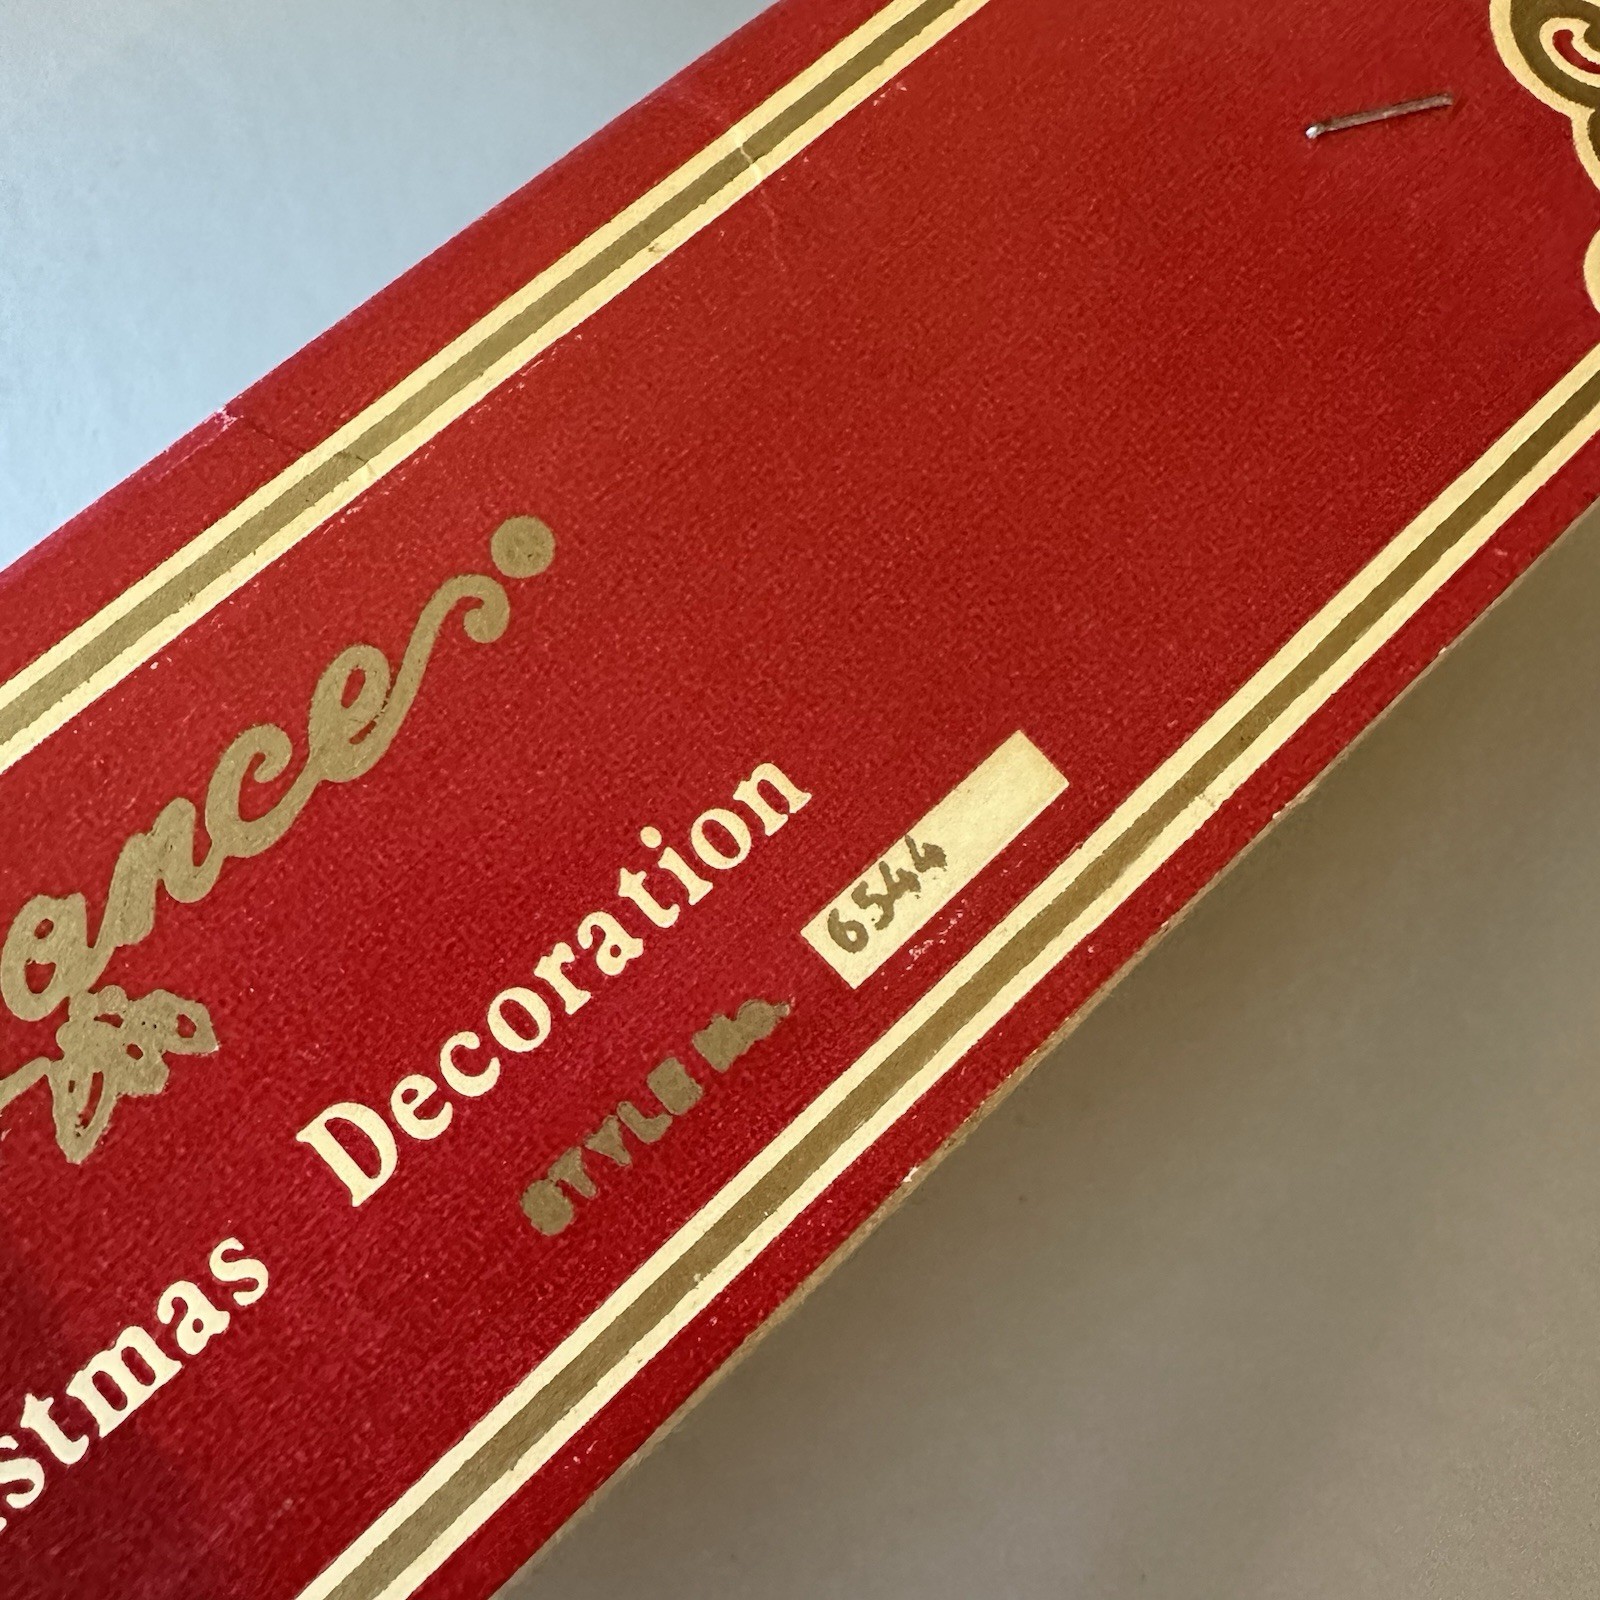 ance
stmas Decoration
STYLE No. 6544